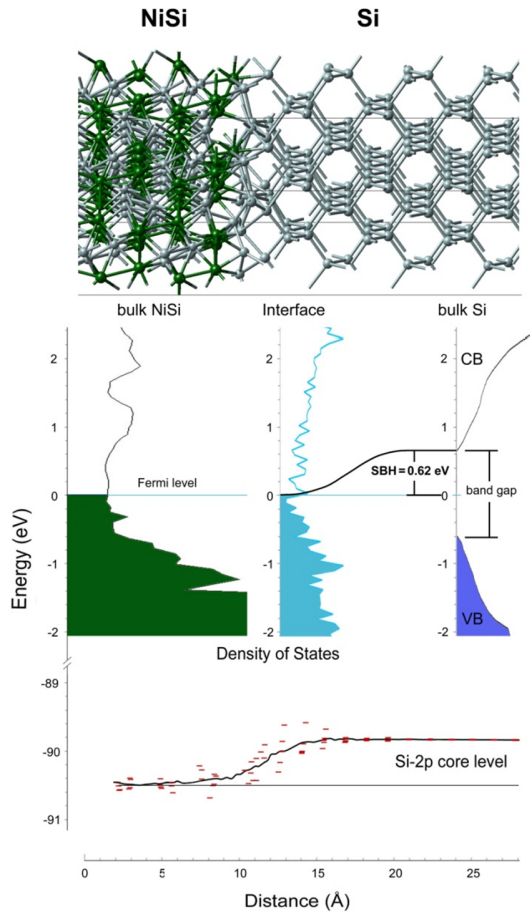 NiSi Si
bulk NiSi Interface bulk Si
2
1
0
-1
-2
Energy (eV)
Fermi level
2
1
0
-1
-2
SBH = 0.62 eV
2
1
0
-1
-2
CB
band gap
VB
Density of States
-89
-90
-91
Si-2p core level
0 5 10 15 20 25
Distance (Å)